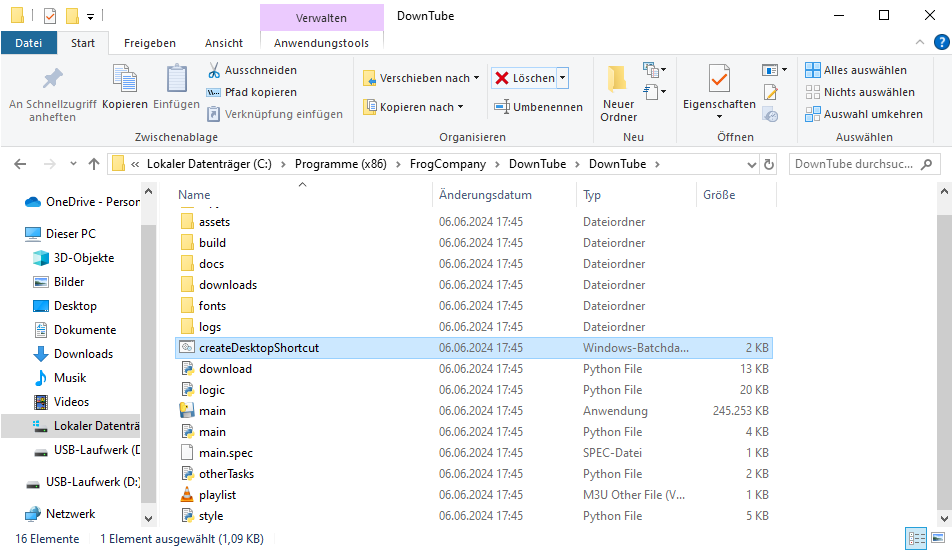 Verwalten
DownTube
Datei
Start
Freigeben
Ansicht
Anwendungstools
An Schnellzugriff anheften
Kopieren
Einfügen
Ausschneiden
Pfad kopieren
Verknüpfung einfügen
Zwischenablage
Verschieben nach
Kopieren nach
Löschen
Umbenennen
Organisieren
Neuer Ordner
Neu
Eigenschaften
Öffnen
Alles auswählen
Nichts auswählen
Auswahl umkehren
Auswählen
« Lokaler Datenträger (C:) > Programme (x86) > FrogCompany > DownTube > DownTube >
DownTube durchsuc...
OneDrive - Person
Dieser PC
3D-Objekte
Bilder
Desktop
Dokumente
Downloads
Musik
Videos
Lokaler Datenträ
USB-Laufwerk (D
USB-Laufwerk (D:)
Netzwerk
Name Änderungsdatum Typ Größe
assets 06.06.2024 17:45 Dateiordner
build 06.06.2024 17:45 Dateiordner
docs 06.06.2024 17:45 Dateiordner
downloads 06.06.2024 17:45 Dateiordner
fonts 06.06.2024 17:45 Dateiordner
logs 06.06.2024 17:45 Dateiordner
createDesktopShortcut 06.06.2024 17:45 Windows-Batchda... 2 KB
download 06.06.2024 17:45 Python File 13 KB
logic 06.06.2024 17:45 Python File 20 KB
main 06.06.2024 17:45 Anwendung 245.253 KB
main 06.06.2024 17:45 Python File 4 KB
main.spec 06.06.2024 17:45 SPEC-Datei 1 KB
otherTasks 06.06.2024 17:45 Python File 2 KB
playlist 06.06.2024 17:45 M3U Other File (V... 1 KB
style 06.06.2024 17:45 Python File 5 KB
16 Elemente 1 Element ausgewählt (1,09 KB)